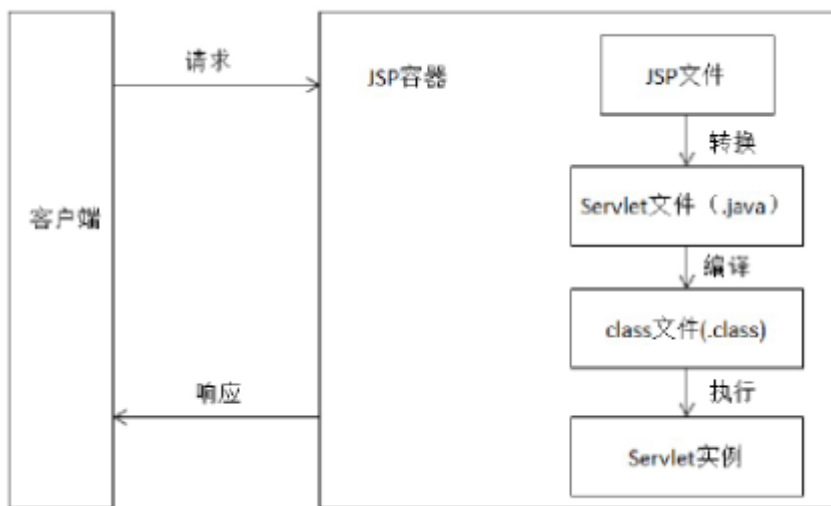 请求
JSP容器
JSP文件
转换
Servlet文件（.java）
客户端
编译
class文件(.class)
响应
执行
Servlet实例